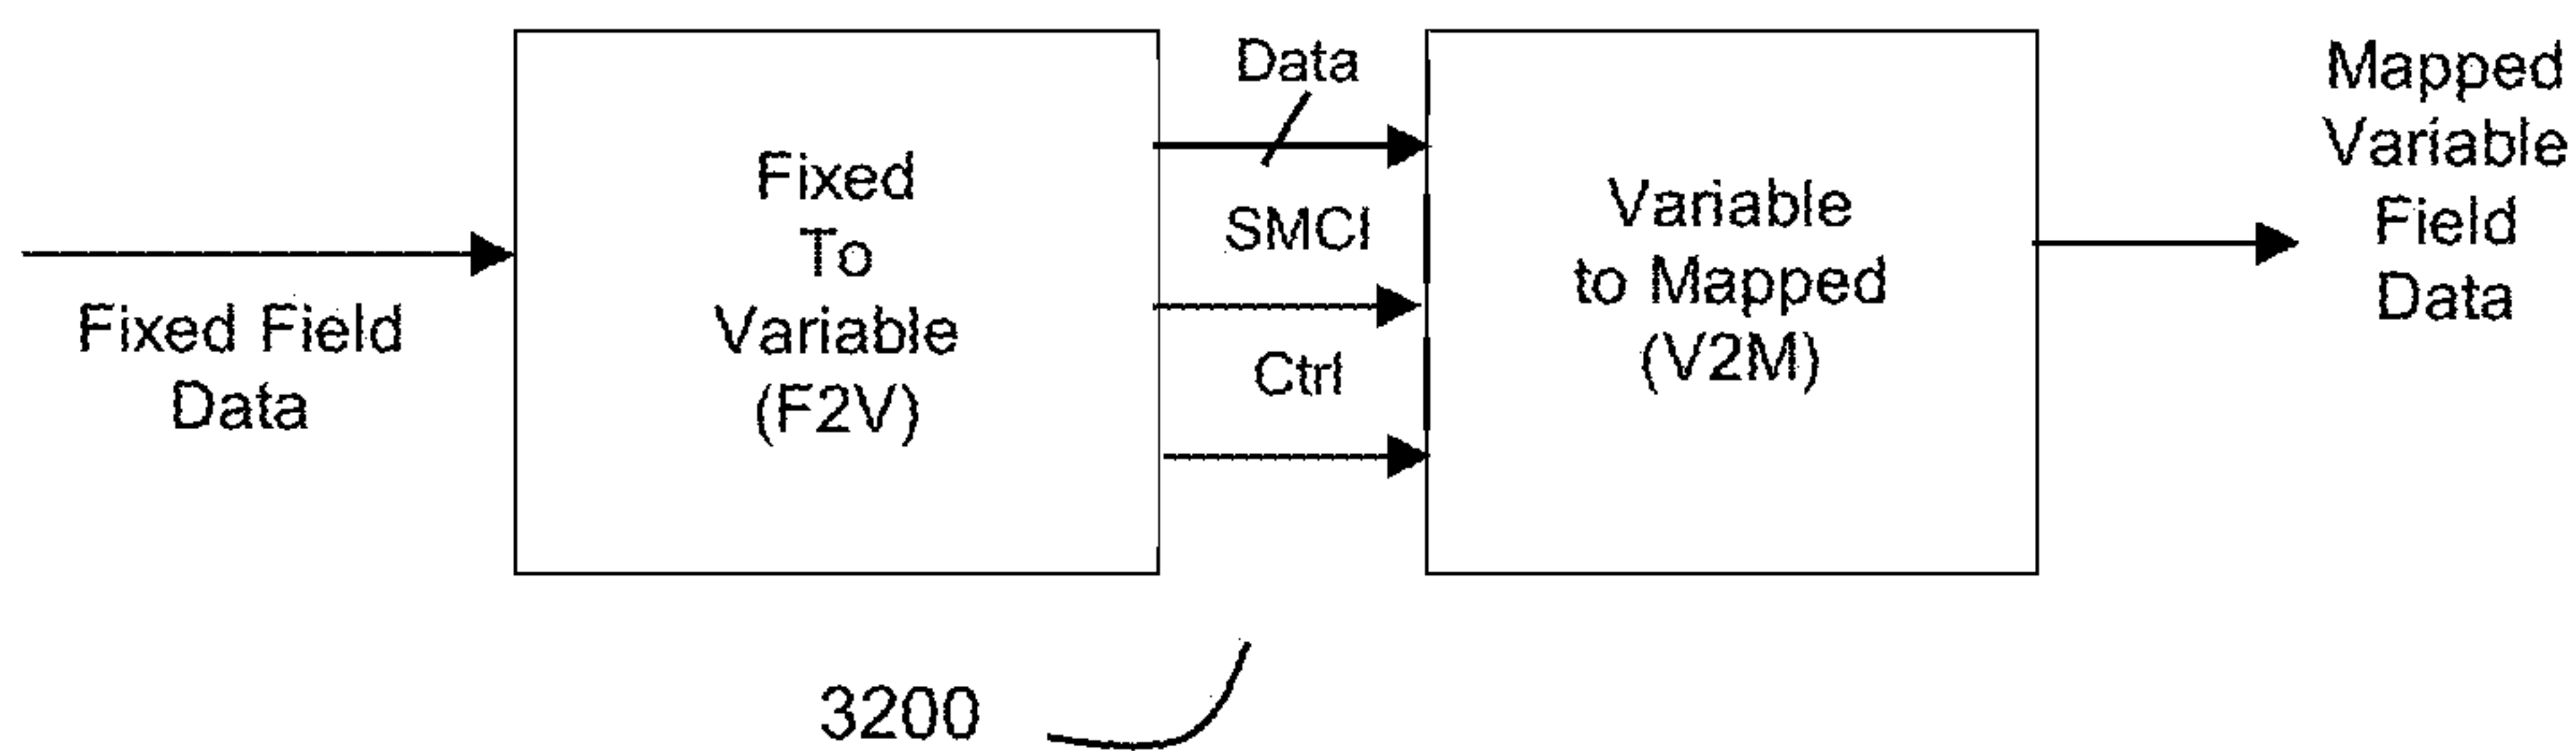 Fixed Field
Data
Fixed
To
Variable
(F2V)
Data
SMCI
Ctrl
Variable
to Mapped
(V2M)
Mapped
Variable
Field
Data
3200